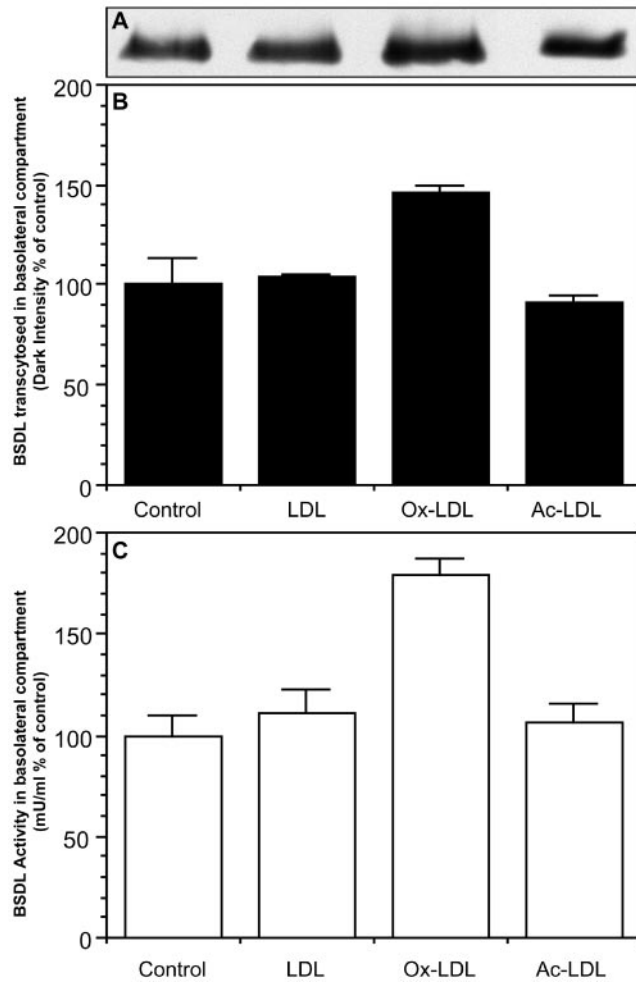 A
B
BSDL transcytosed in basolateral compartment
(Dark Intensity % of control)
200
150
100
50
0
Control LDL Ox-LDL Ac-LDL
C
BSDL Activity in basolateral compartment
(mU/ml % of control)
200
150
100
50
0
Control LDL Ox-LDL Ac-LDL